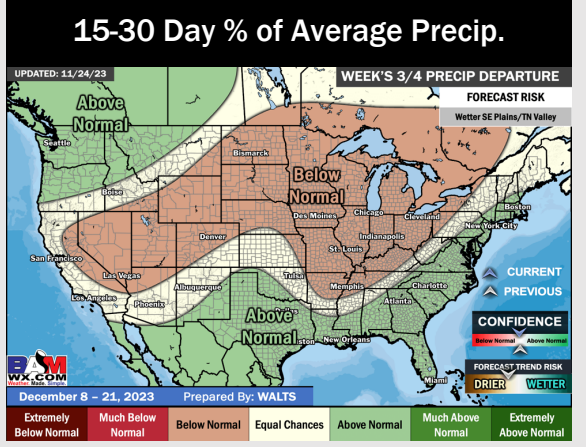 15-30 Day % of Average Precip.
UPDATED: 11/24/23
WEEK'S 3/4 PRECIP DEPARTURE
FORECAST RISK
Wetter SE Plains/TN Valley
Above
Normal
Seattle
Boise
Bismarck
Below
Normal
Des Moines
Chicago
Cleveland
Boston
New York City
Indianapolis
Denver
St. Louis
San Francisco
Las Vegas
Los Angeles
Phoenix
Albuquerque
Tulsa
Memphis
Charlotte
Atlanta
Above
Normal
ston
New Orleans
Miami
CURRENT
PREVIOUS
CONFIDENCE
Below Normal
Above Normal
FORECAST TREND RISK
DRIER
WETTER
BAM
WX.COM
Weather. Made. Simple.
December 8 – 21, 2023
Prepared By: WALTS
Extremely
Below Normal
Much Below
Normal
Below Normal
Equal Chances
Above Normal
Much Above
Normal
Extremely
Above Normal